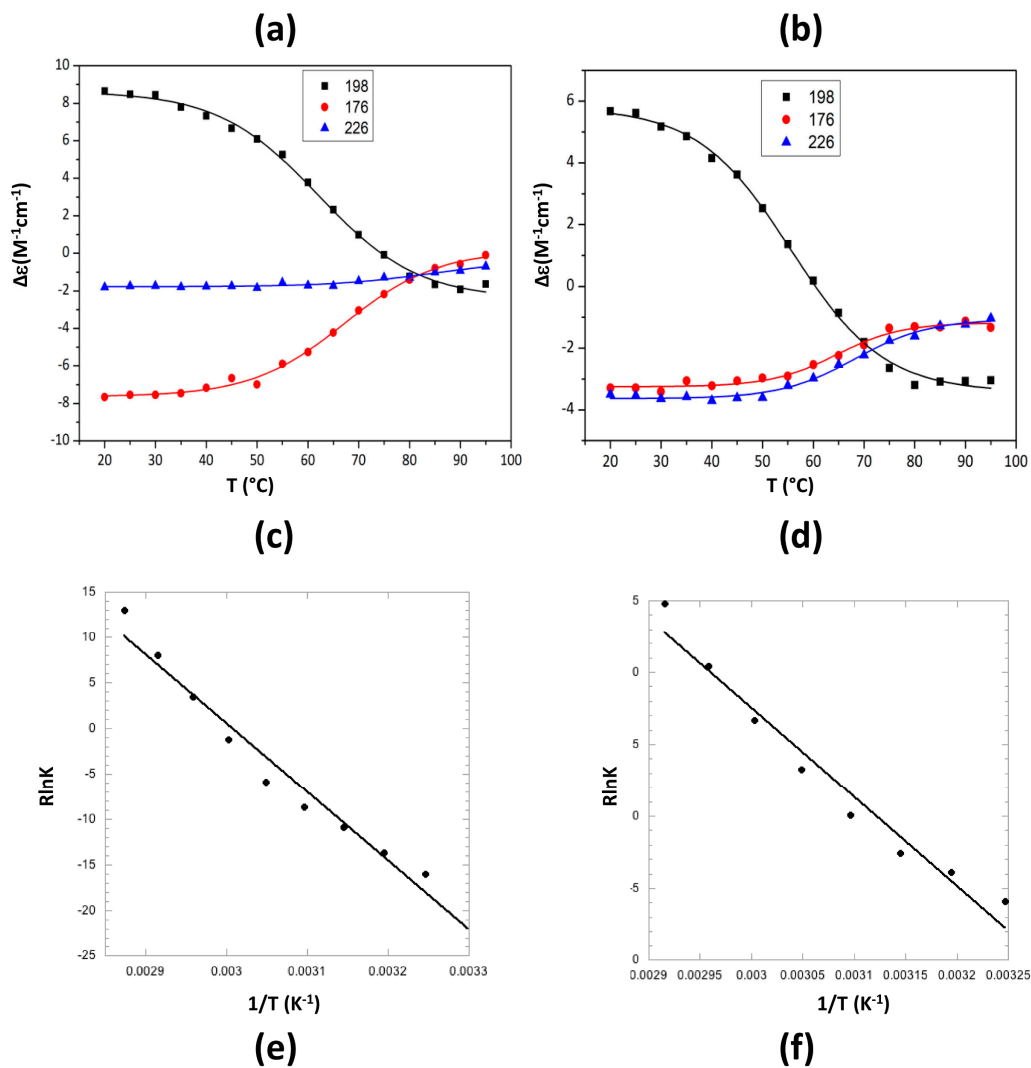 (a)
(b)
198
176
226
10
8
6
4
2
0
-2
-4
-6
-8
-10
Δε(M⁻¹cm⁻¹)
20 30 40 50 60 70 80 90 100
T (°C)
198
176
226
6
4
2
0
-2
-4
Δε(M⁻¹cm⁻¹)
20 30 40 50 60 70 80 90 100
T (°C)
(c)
(d)
15
10
5
0
-5
-10
-15
-20
-25
RlnK
0.0029 0.003 0.0031 0.0032 0.0033
1/T (K⁻¹)
5
0
5
0
-5
0
RlnK
0.0029 0.00295 0.003 0.00305 0.0031 0.00315 0.0032 0.00325
1/T (K⁻¹)
(e)
(f)